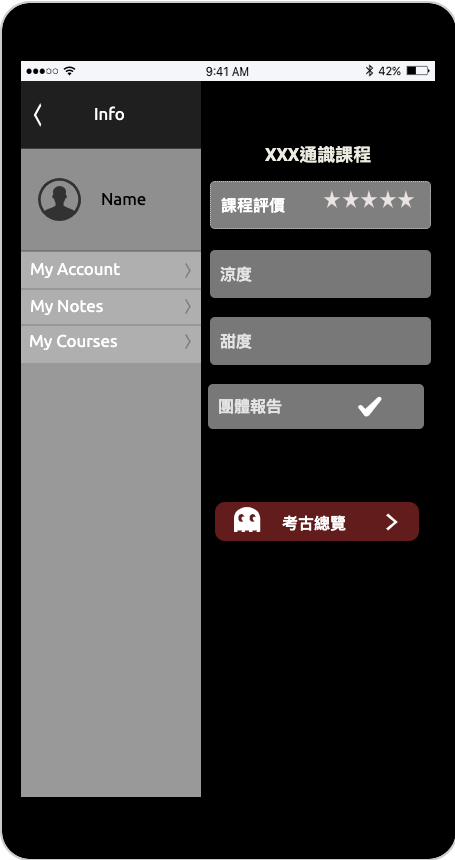 9:41 AM
42%
Info
Name
My Account
My Notes
My Courses
XXX通識課程
課程評價
涼度
甜度
團體報告
考古總覽